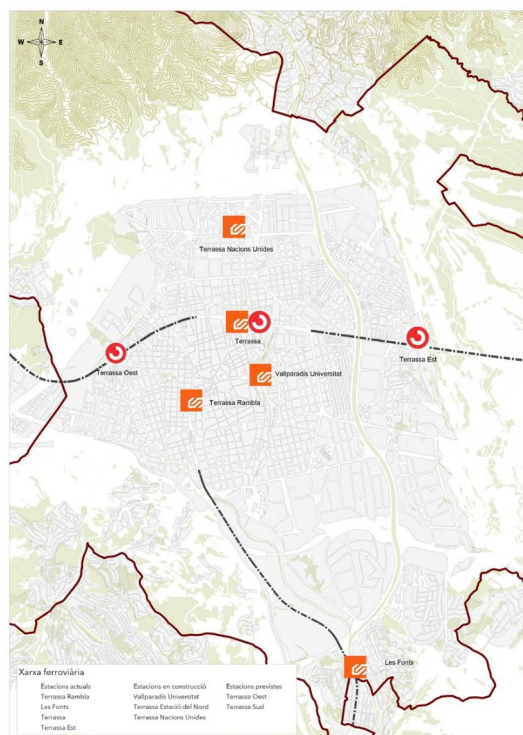 N
W E
S
Terrassa Nacions Unides
Terrassa
Terrassa Oest
Terrassa Est
Vallparadis Universitat
Terrassa Rambla
Les Fonts
Xarxa ferroviària
Estacions actuals
Terrassa Rambla
Les Fonts
Terrassa
Terrassa Est
Estacions en construcció
Vallparadis Universitat
Terrassa Estació del Nord
Terrassa Nacions Unides
Estacions previstes
Terrassa Oest
Terrassa Sud